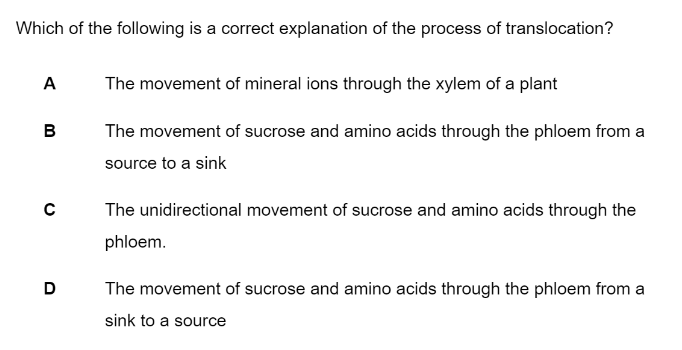 Which of the following is a correct explanation of the process of translocation?
A The movement of mineral ions through the xylem of a plant
B The movement of sucrose and amino acids through the phloem from a
source to a sink
C The unidirectional movement of sucrose and amino acids through the
phloem.
D The movement of sucrose and amino acids through the phloem from a
sink to a source